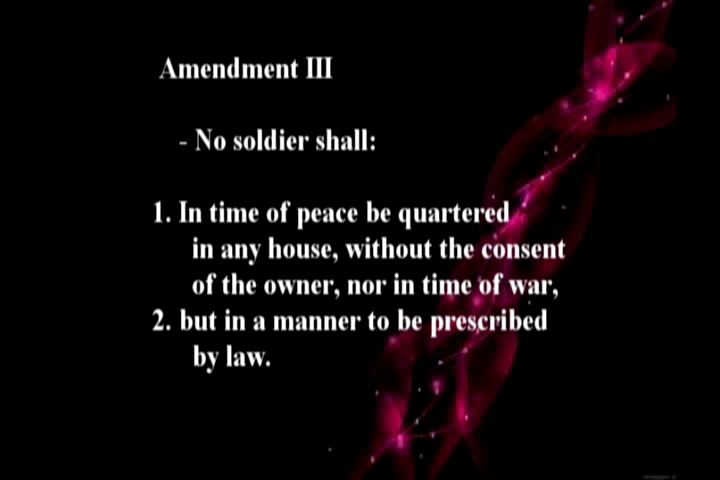 Amendment III
- No soldier shall:
1. In time of peace be quartered
in any house, without the consent
of the owner, nor in time of war,
2. but in a manner to be prescribed
by law.